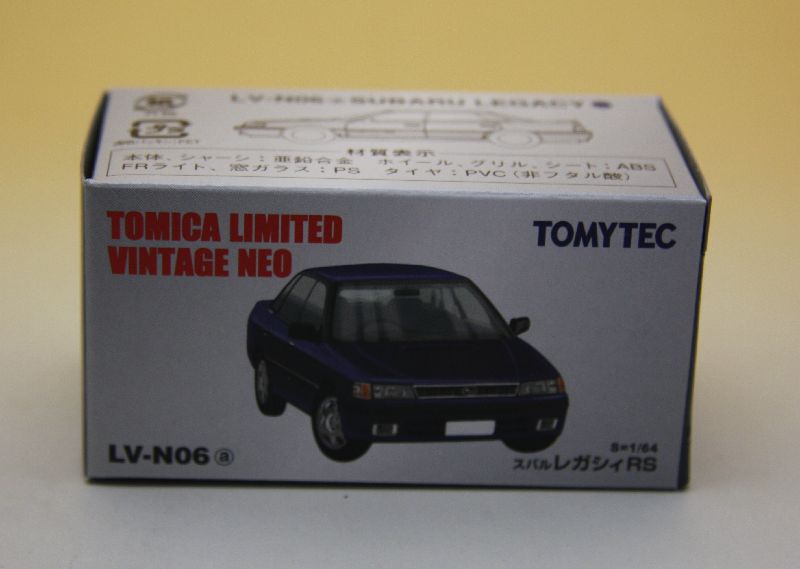 LV-N06 a SUBARU LEGACY
材質表示
本体、シャーシ：亜鉛合金　ホイール、グリル、シート：ABS
FRライト、窓ガラス：PS　タイヤ：PVC（非フタル酸）
TOMICA LIMITED
VINTAGE NEO
TOMYTEC
LV-N06 ⓐ
S=1/64
スバルレガシィRS